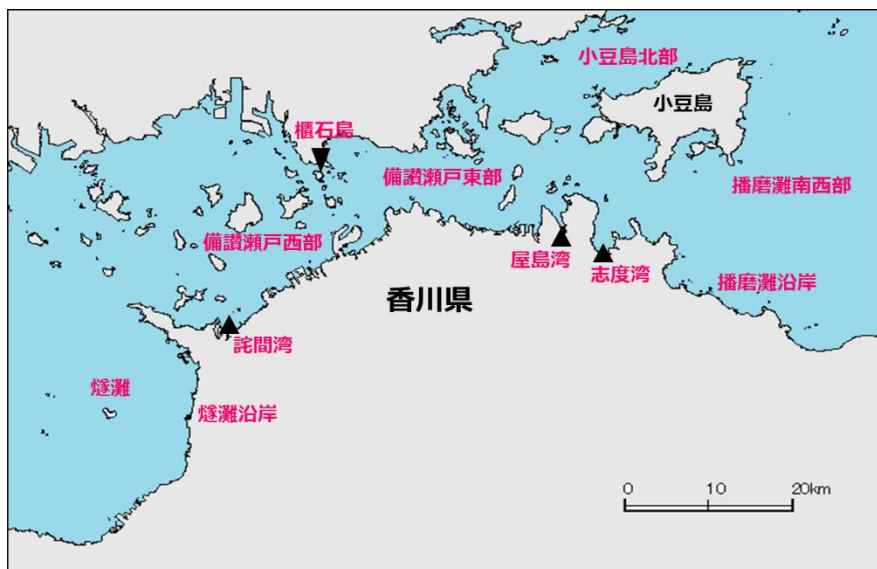 小豆島北部
小豆島
櫃石島
備讃瀬戸東部
播磨灘南西部
備讃瀬戸西部
屋島湾
志度湾
播磨灘沿岸
香川県
詫間湾
燧灘
燧灘沿岸
0 10 20km